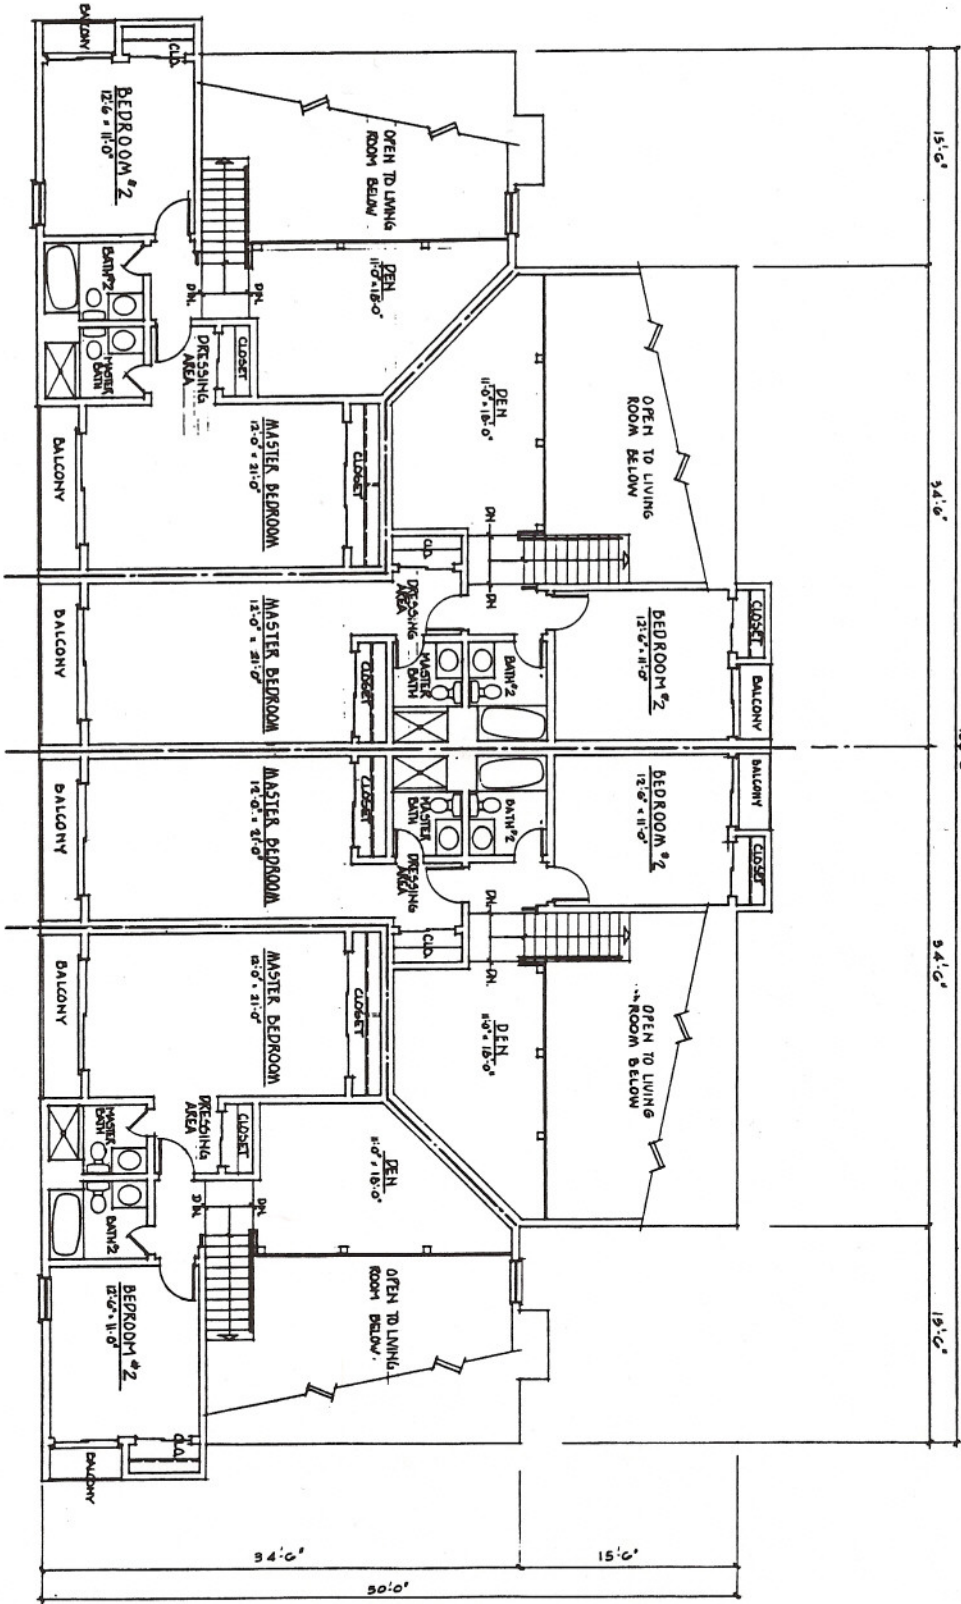 BALCONY
CLO.
BEDROOM #2
12'-6" x 11'-0"
OPEN TO LIVING
ROOM BELOW
15'-6"
BATH #2
DN.
DN.
DEN
11'-0" x 18'-0"
MASTER
BATH
DRESSING
AREA
CLOSET
BALCONY
MASTER BEDROOM
12'-0" x 21'-0"
CLOSET
DEN
11'-0" x 18'-0"
OPEN TO LIVING
ROOM BELOW
34'-6"
DN
DN
CLO.
DRESSING
AREA
BALCONY
MASTER BEDROOM
12'-0" x 21'-0"
CLOSET
MASTER
BATH
BATH #2
BEDROOM #2
12'-6" x 11'-0"
CLOSET
BALCONY
BALCONY
MASTER BEDROOM
12'-0" x 21'-0"
CLOSET
MASTER
BATH
BATH #2
BEDROOM #2
12'-6" x 11'-0"
BALCONY
CLOSET
DRESSING
AREA
CLO.
DN.
DN.
34'-6"
BALCONY
MASTER BEDROOM
12'-0" x 21'-0"
CLOSET
DEN
11'-0" x 18'-0"
OPEN TO LIVING
ROOM BELOW
MASTER
BATH
DRESSING
AREA
CLOSET
DN.
DN.
DEN
11'-0" x 18'-0"
BATH #2
BEDROOM #2
12'-6" x 11'-0"
OPEN TO LIVING
ROOM BELOW.
15'-6"
CLO.
BALCONY
34'-6"
15'-6"
50'-0"